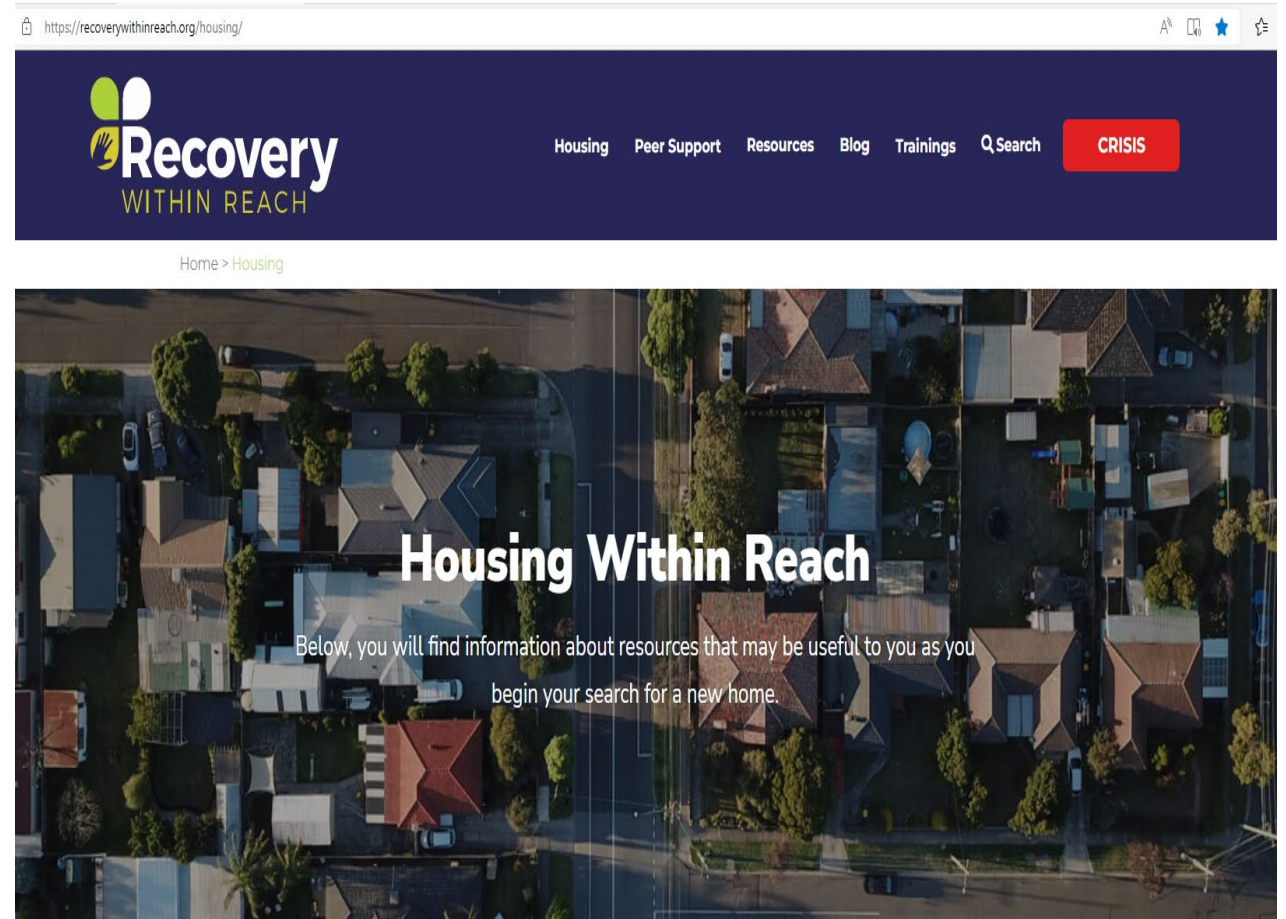 https://recoverywithinreach.org/housing/
Recovery
WITHIN REACH
Housing Peer Support Resources Blog Trainings Search CRISIS
Home > Housing
Housing Within Reach
Below, you will find information about resources that may be useful to you as you
begin your search for a new home.